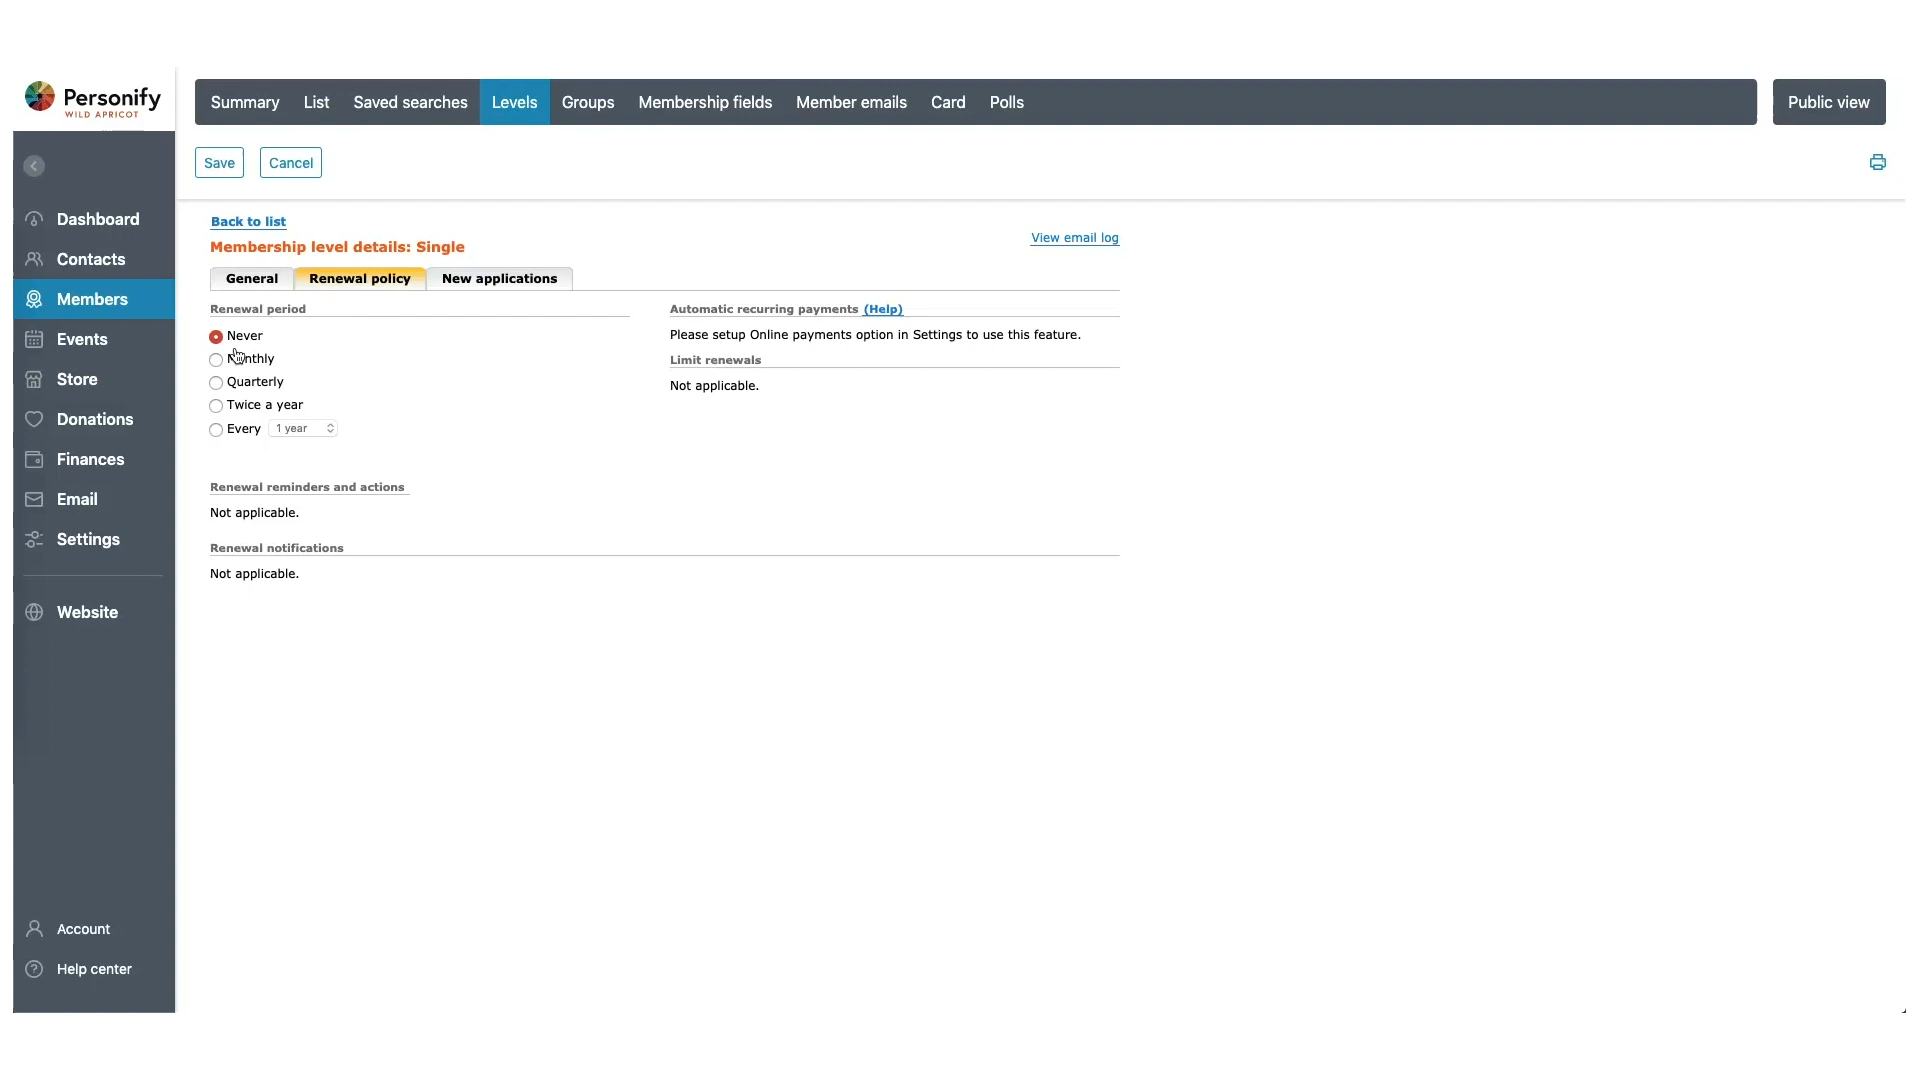 Personify
WILD APRICOT
Summary List Saved searches Levels Groups Membership fields Member emails Card Polls
Public view
Save Cancel
Dashboard
Contacts
Members
Events
Store
Donations
Finances
Email
Settings
Website
Account
Help center
Back to list
View email log
Membership level details: Single
General Renewal policy New applications
Renewal period
Never
Monthly
Quarterly
Twice a year
Every 1 year
Automatic recurring payments (Help)
Please setup Online payments option in Settings to use this feature.
Limit renewals
Not applicable.
Renewal reminders and actions
Not applicable.
Renewal notifications
Not applicable.